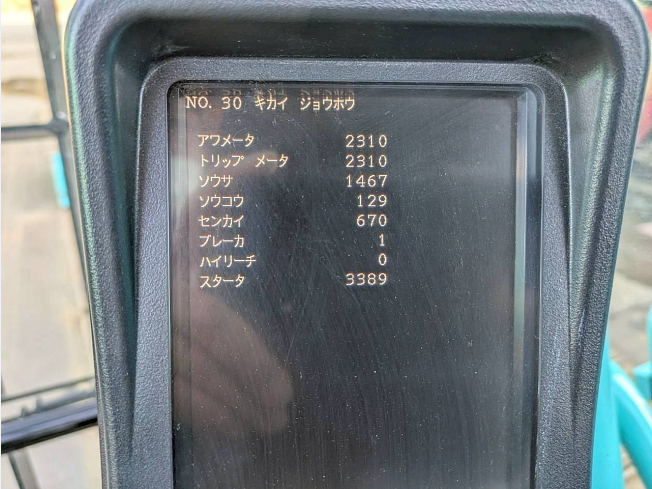 NO. 30 キカイ ジョウホウ
アワメータ 2310
トリップ メータ 2310
ソウサ 1467
ソウコウ 129
センカイ 670
ブレーカ 1
ハイリーチ 0
スタータ 3389